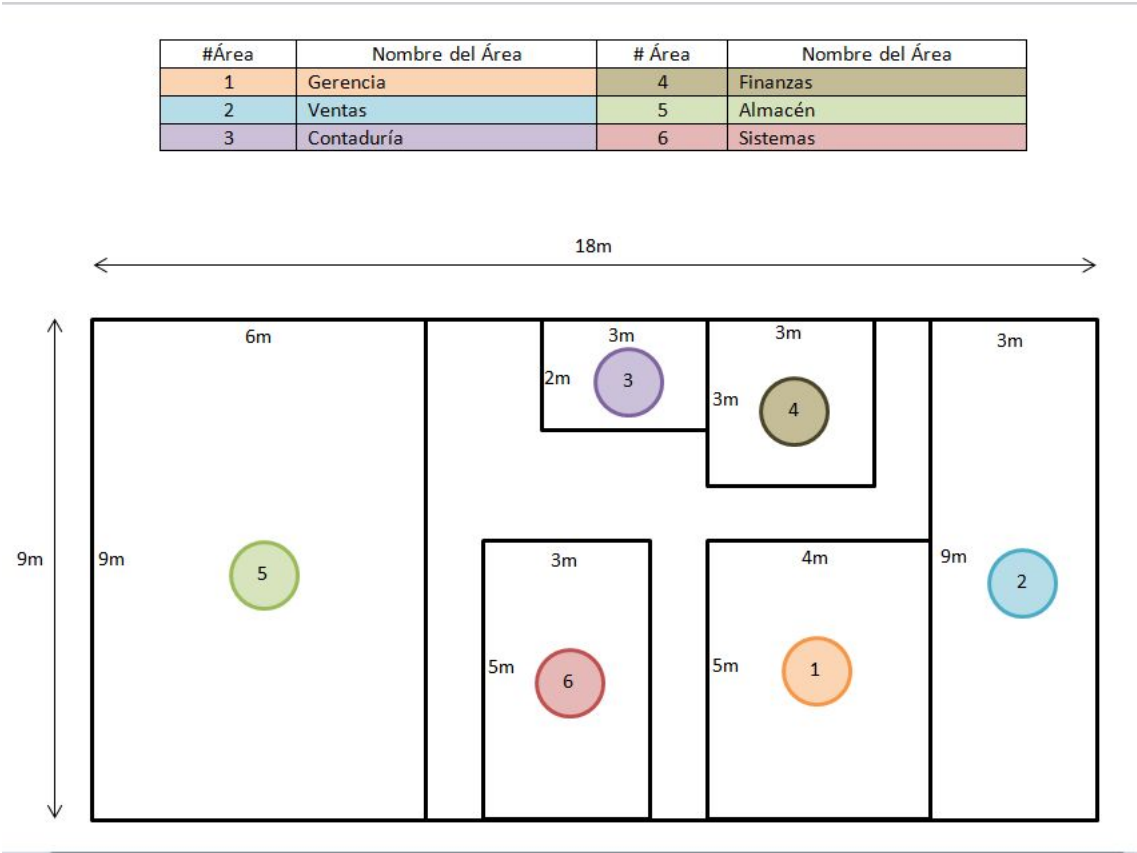 #Área Nombre del Área # Área Nombre del Área
1 Gerencia 4 Finanzas
2 Ventas 5 Almacén
3 Contaduría 6 Sistemas
18m
6m 3m 3m 3m
2m 3
3m 4
9m 9m 3m 4m 9m
5 2
5m 6 5m 1